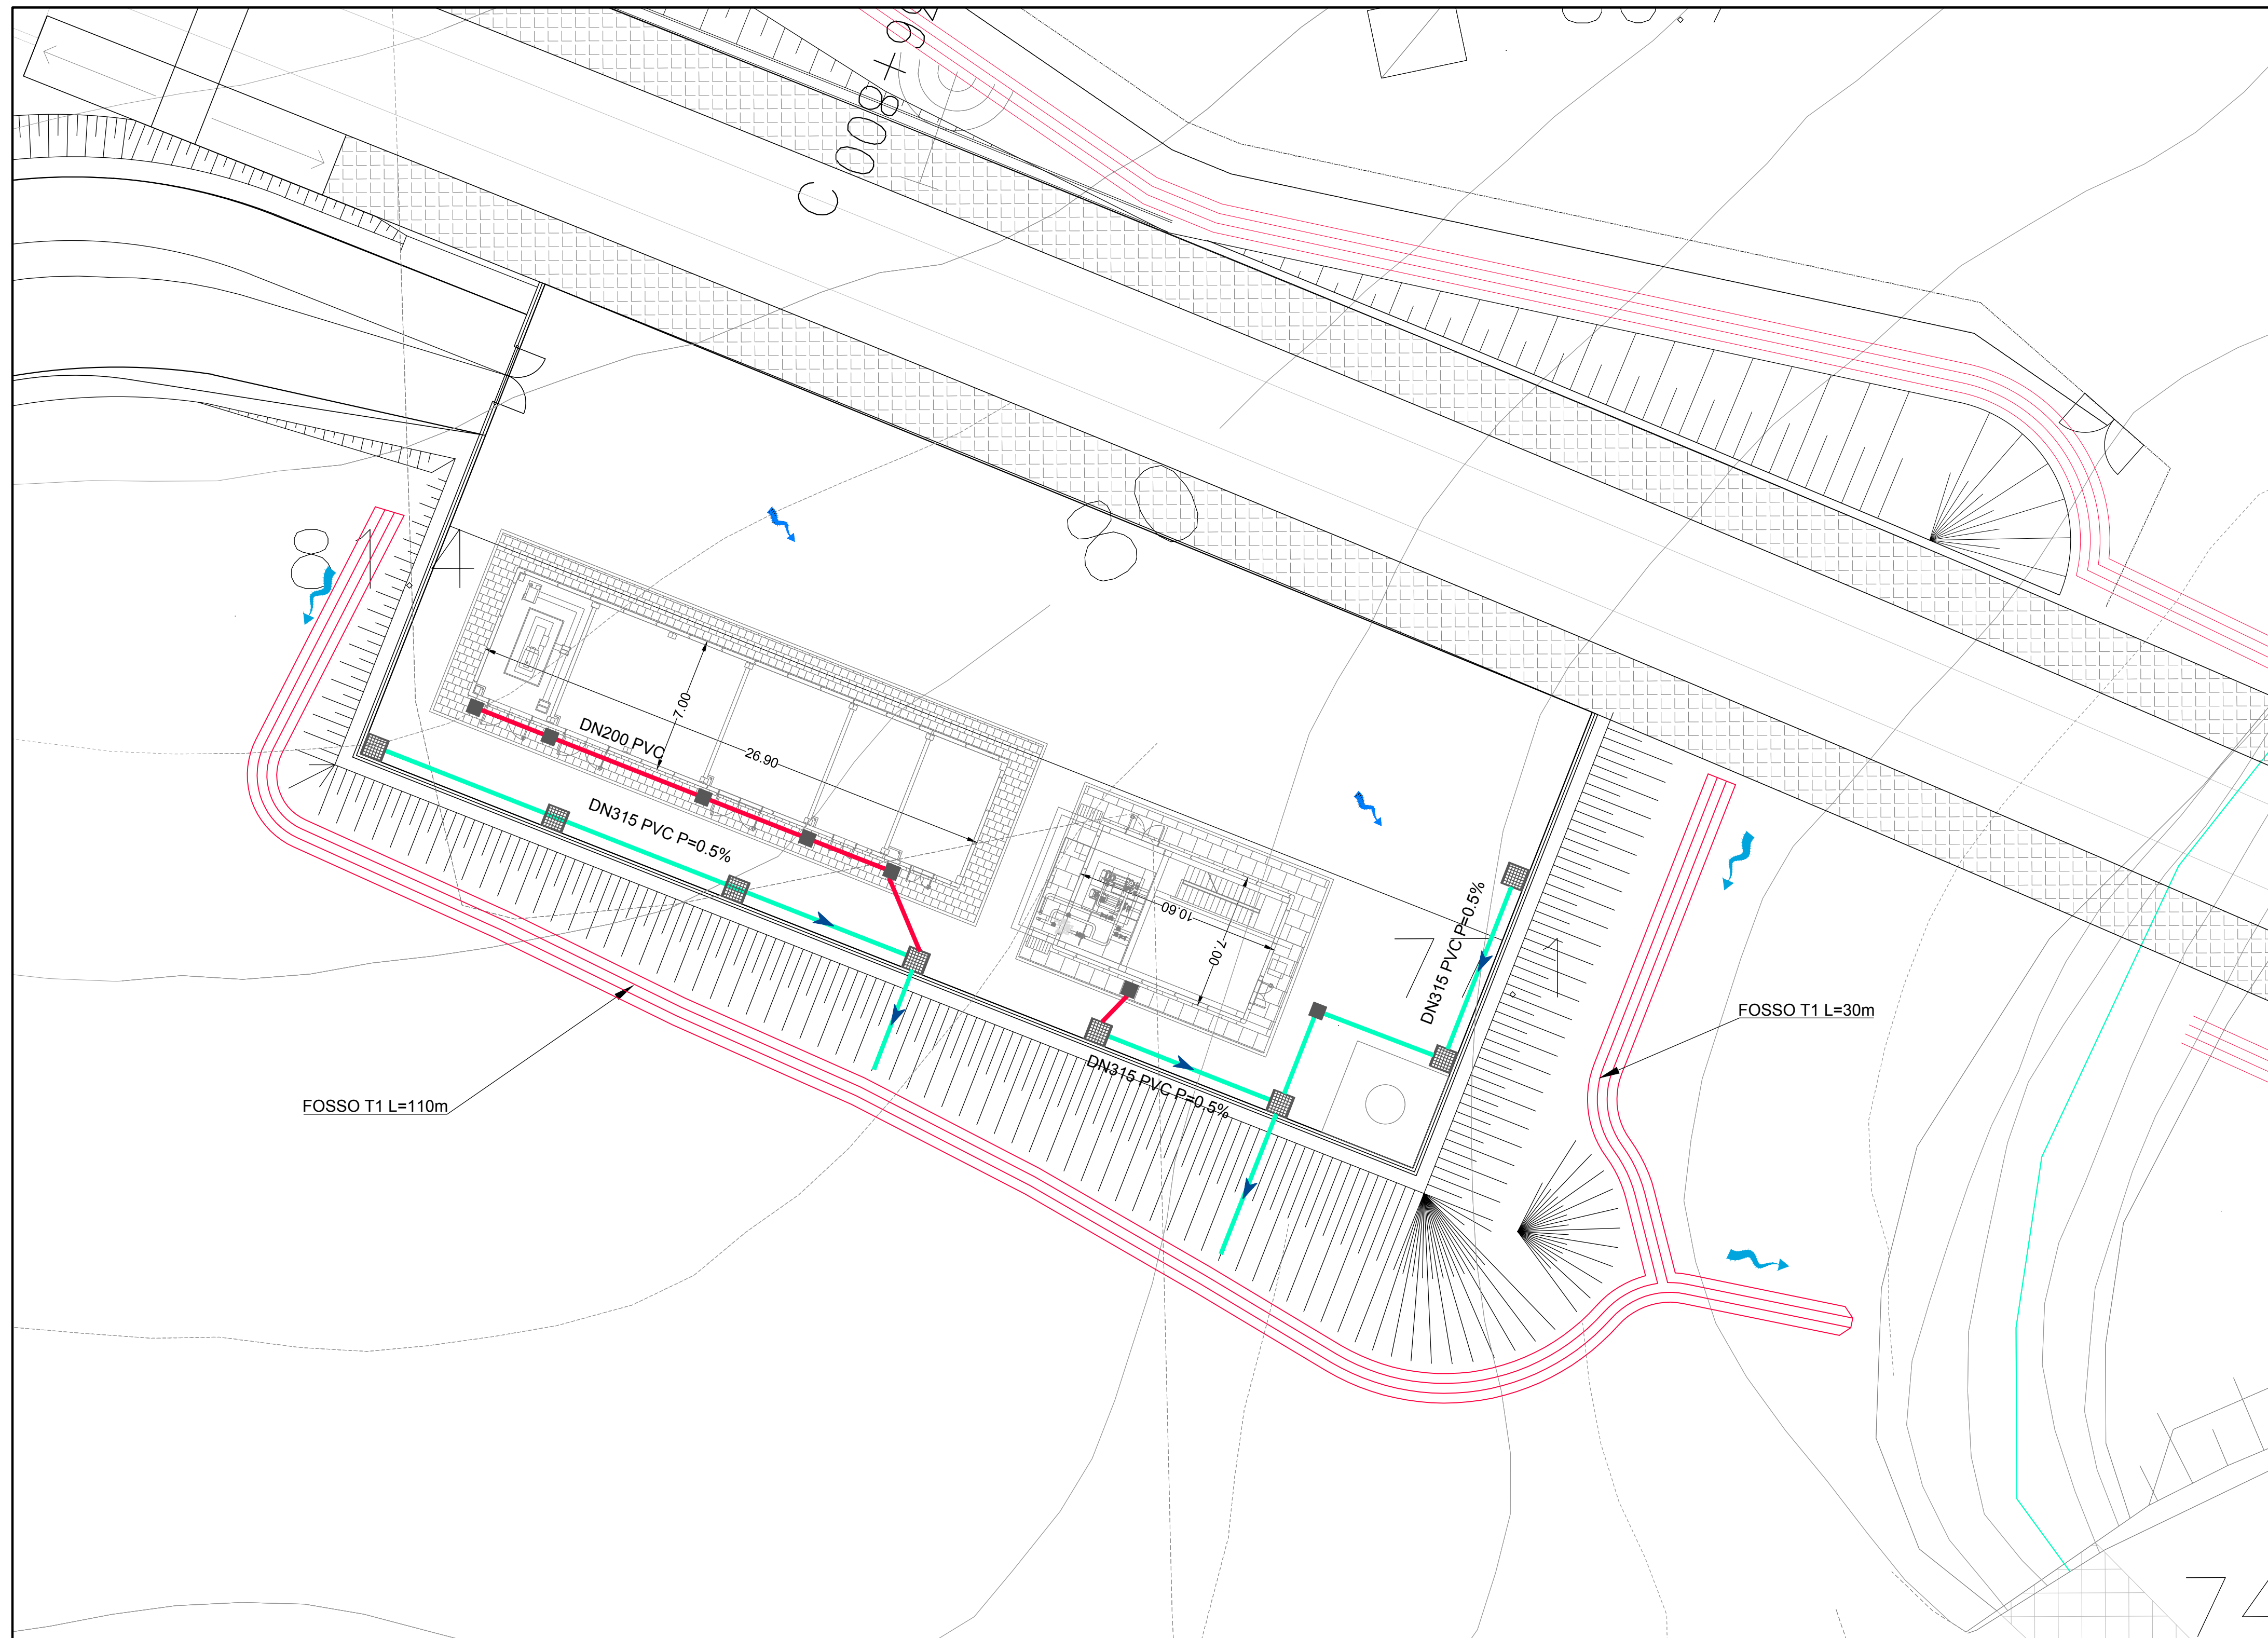 7.00
DN200 PVC
26.90
DN315 PVC P=0.5%
10.60
7.00
DN315 PVC P=0.5%
DN315 PVC P=0.5%
FOSSO T1 L=30m
FOSSO T1 L=110m